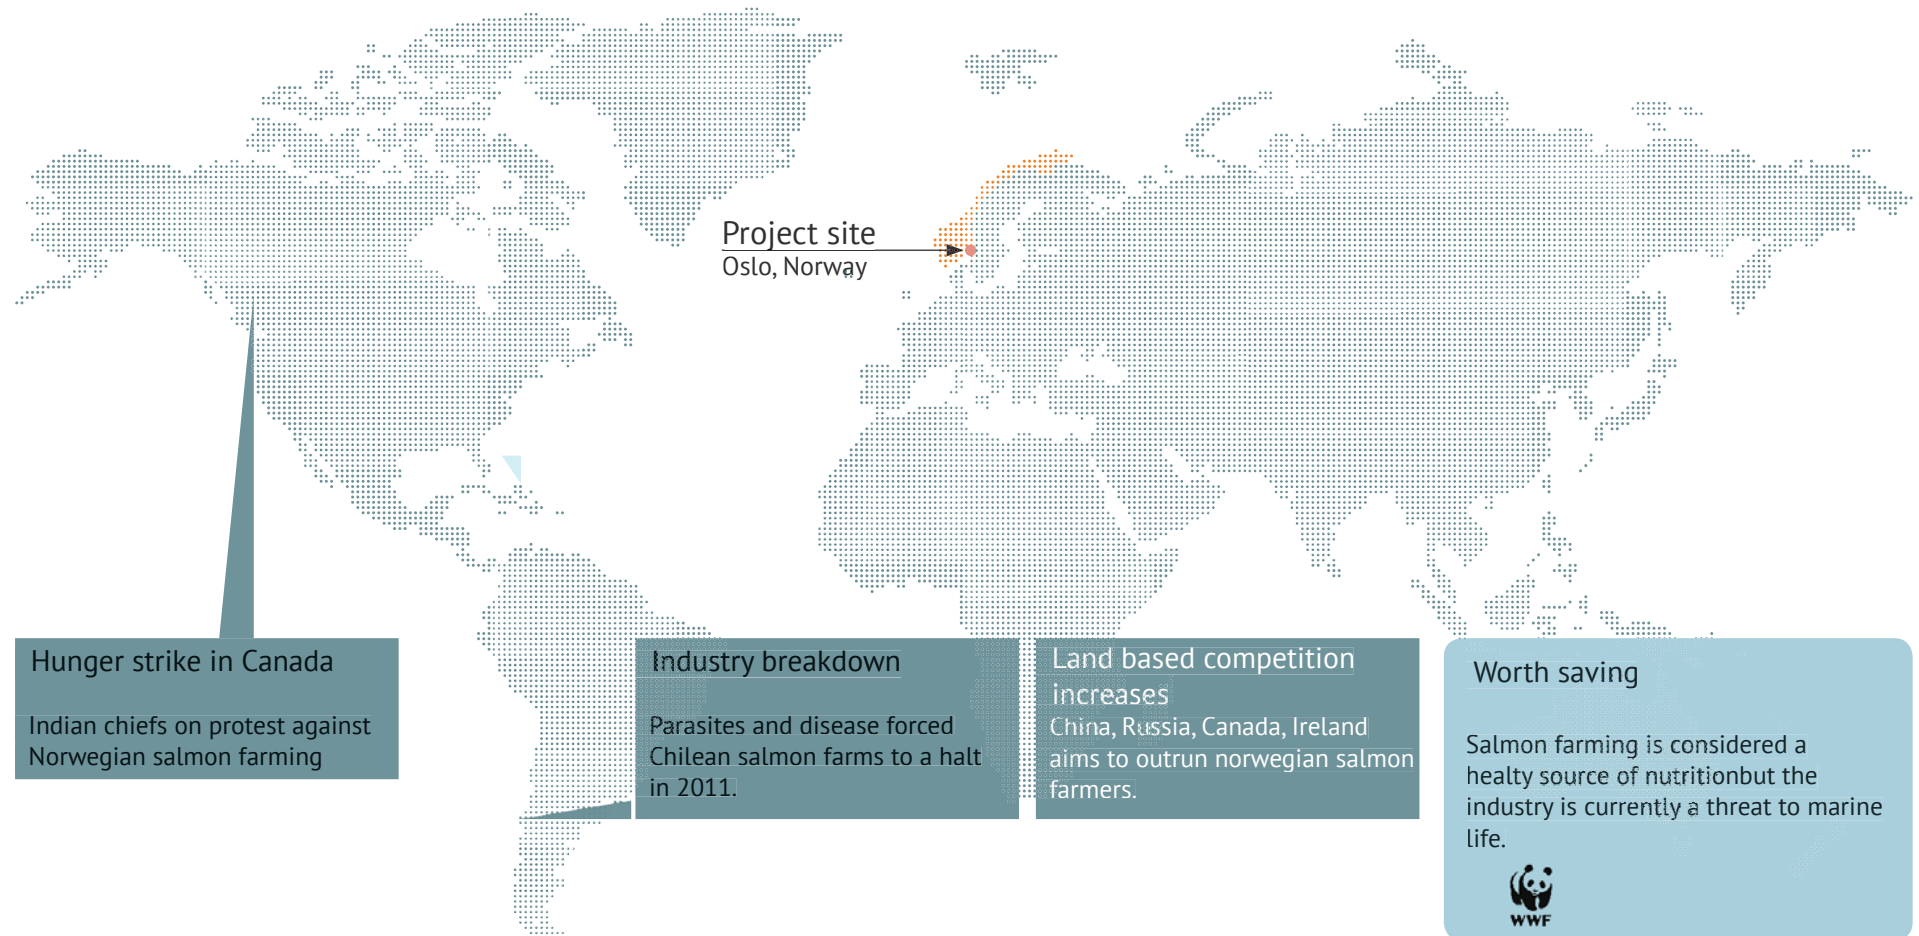 Project site
Oslo, Norway
Hunger strike in Canada
Indian chiefs on protest against
Norwegian salmon farming
Industry breakdown
Parasites and disease forced
Chilean salmon farms to a halt
in 2011.
Land based competition
increases
China, Russia, Canada, Ireland
aims to outrun norwegian salmon
farmers.
Worth saving
Salmon farming is considered a
healty source of nutritionbut the
industry is currently a threat to marine
life.
WWF